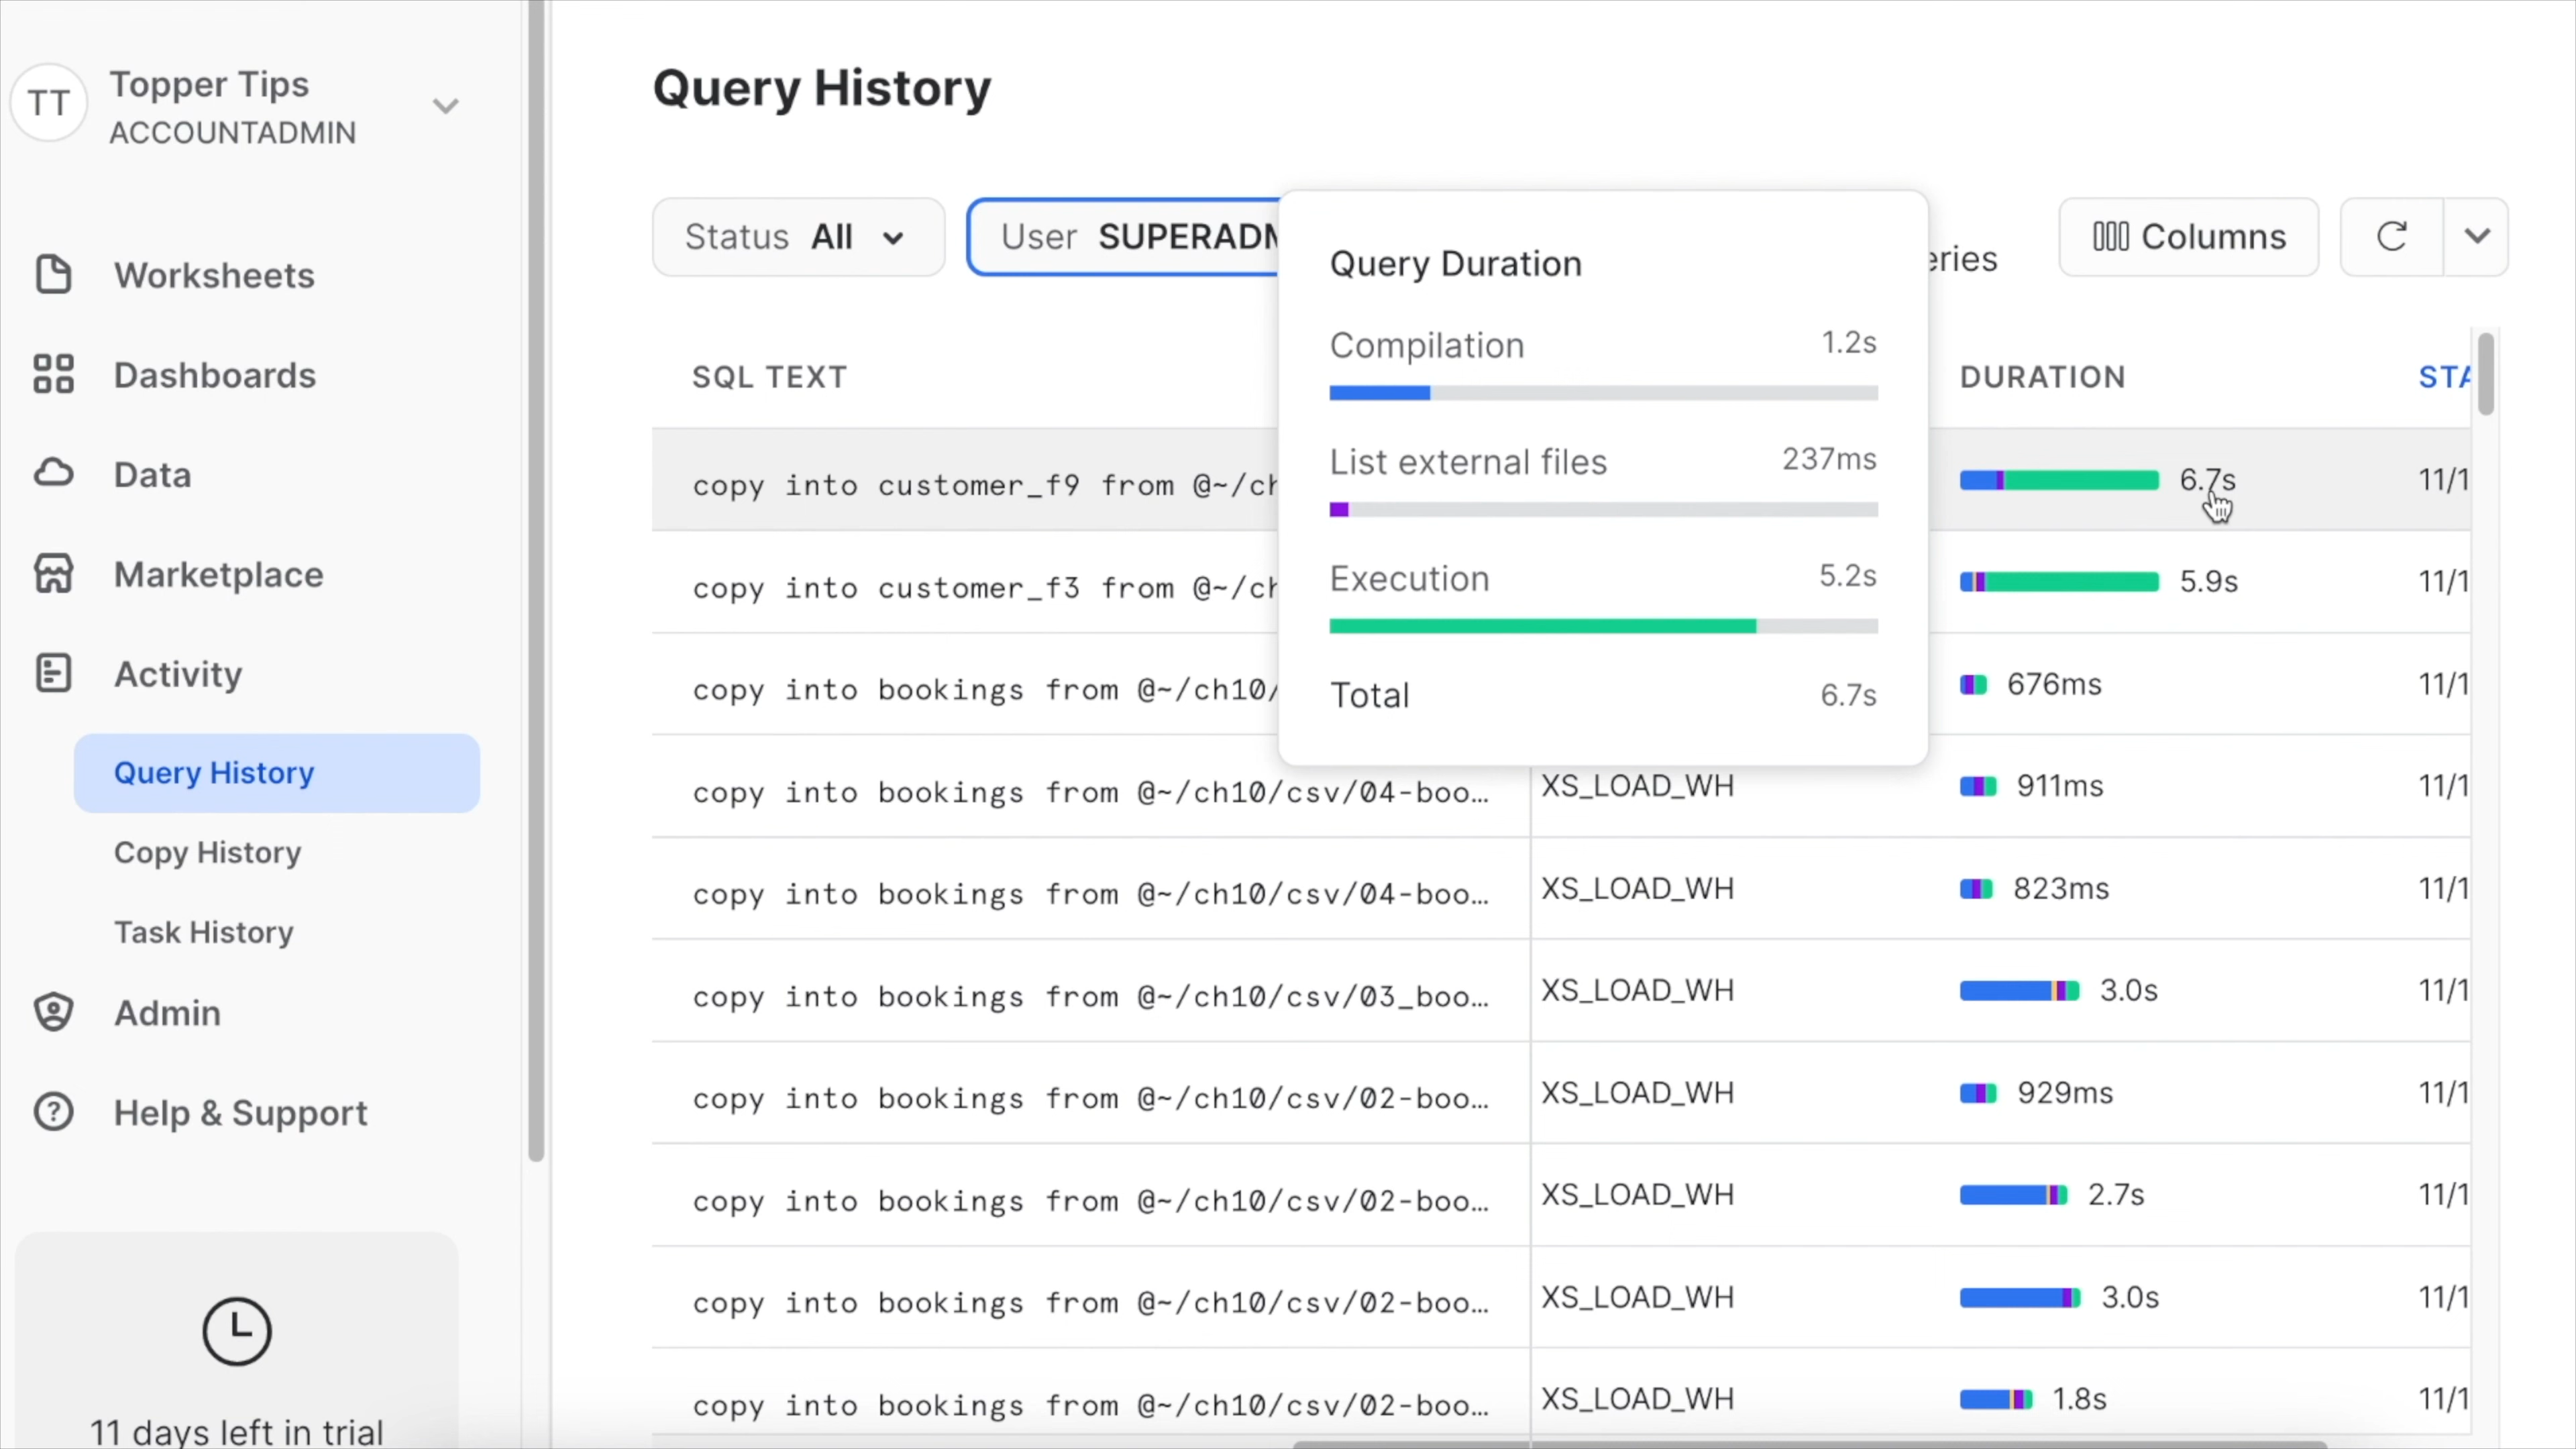 TT
Topper Tips
ACCOUNTADMIN
Worksheets
Dashboards
Data
Marketplace
Activity
Query History
Copy History
Task History
Admin
Help & Support
11 days left in trial
Query History
Status All
User SUPERADM
eries
Columns
Query Duration
Compilation 1.2s
List external files 237ms
Execution 5.2s
Total 6.7s
SQL TEXT DURATION STA
copy into customer_f9 from @~/ch 6.7s 11/1
copy into customer_f3 from @~/ch 5.9s 11/1
copy into bookings from @~/ch10/ 676ms 11/1
copy into bookings from @~/ch10/csv/04-boo… XS_LOAD_WH 911ms 11/1
copy into bookings from @~/ch10/csv/04-boo… XS_LOAD_WH 823ms 11/1
copy into bookings from @~/ch10/csv/03_boo… XS_LOAD_WH 3.0s 11/1
copy into bookings from @~/ch10/csv/02-boo… XS_LOAD_WH 929ms 11/1
copy into bookings from @~/ch10/csv/02-boo… XS_LOAD_WH 2.7s 11/1
copy into bookings from @~/ch10/csv/02-boo… XS_LOAD_WH 3.0s 11/1
copy into bookings from @~/ch10/csv/02-boo… XS_LOAD_WH 1.8s 11/1